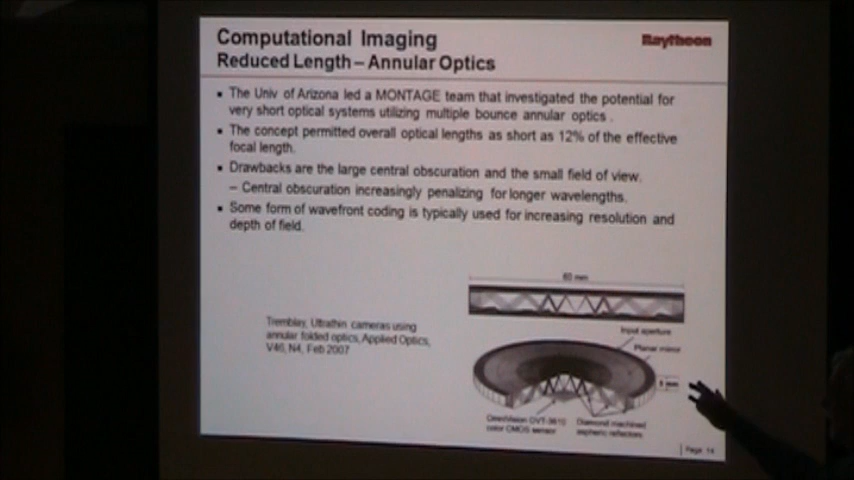 Computational Imaging
Raytheon
Reduced Length – Annular Optics
▪ The Univ of Arizona led a MONTAGE team that investigated the potential for
very short optical systems utilizing multiple bounce annular optics .
▪ The concept permitted overall optical lengths as short as 12% of the effective
focal length.
▪ Drawbacks are the large central obscuration and the small field of view.
– Central obscuration increasingly penalizing for longer wavelengths.
▪ Some form of wavefront coding is typically used for increasing resolution and
depth of field.
60 mm
Tremblay, Ultrathin cameras using
annular folded optics, Applied Optics,
V46, N4, Feb 2007
Input aperture
Planar mirror
5 mm
OmniVision
color CMOS sensor
Diamond machined
aspheric reflectors
Page 14